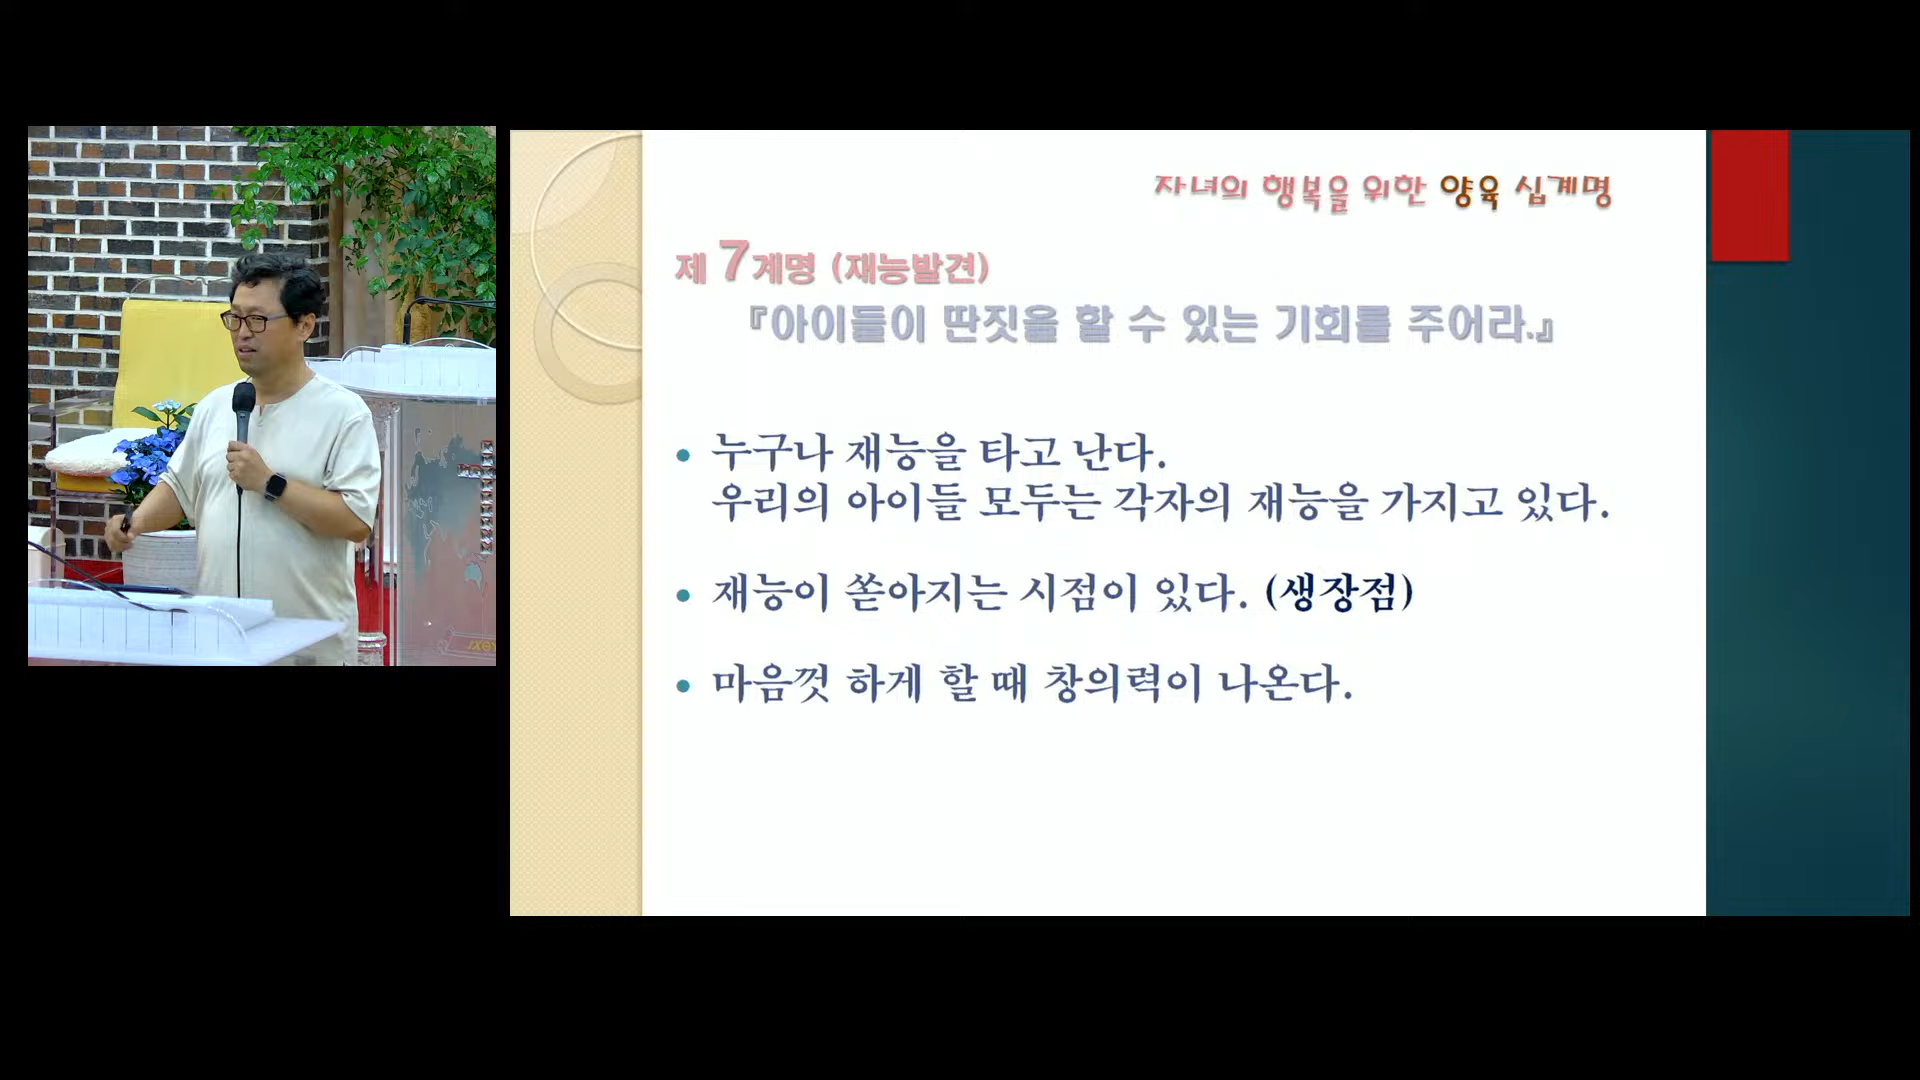 자녀의 행복을 위한 양육 십계명
제 7계명 (재능발견)
『아이들이 딴짓을 할 수 있는 기회를 주어라.』
• 누구나 재능을 타고 난다.
우리의 아이들 모두는 각자의 재능을 가지고 있다.
• 재능이 쏟아지는 시점이 있다. (생장점)
• 마음껏 하게 할 때 창의력이 나온다.